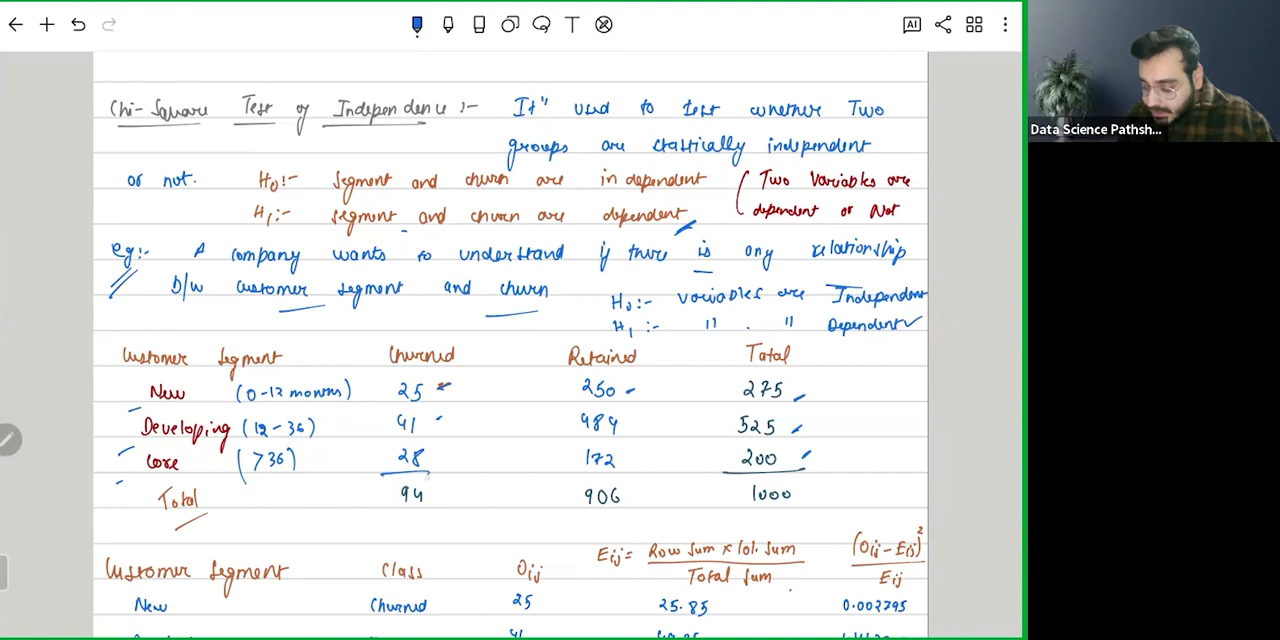 AI
Chi-Square Test of Independence :- It's used to test whether Two
groups are stastically independent
or not. H0:- Segment and churn are independent (Two Variables are
H1:- segment and churn are dependent dependent or Not
eg:- A company wants to understand if there is any relationship
b/w customer segment and churn H0:- variables are Independent
H1:- " . " Dependent
Customer Segment Churned Retained Total
New (0-12 months) 25 250 275
Developing (12-36) 41 484 525
Core (>36) 28 172 200
Total 94 906 1000
Customer Segment Class Oij Eij = Row Sum x Col. Sum / Total Sum (Oij - Eij)2 / Eij
New Churned 25 25.85 0.002795
Data Science Pathsh...